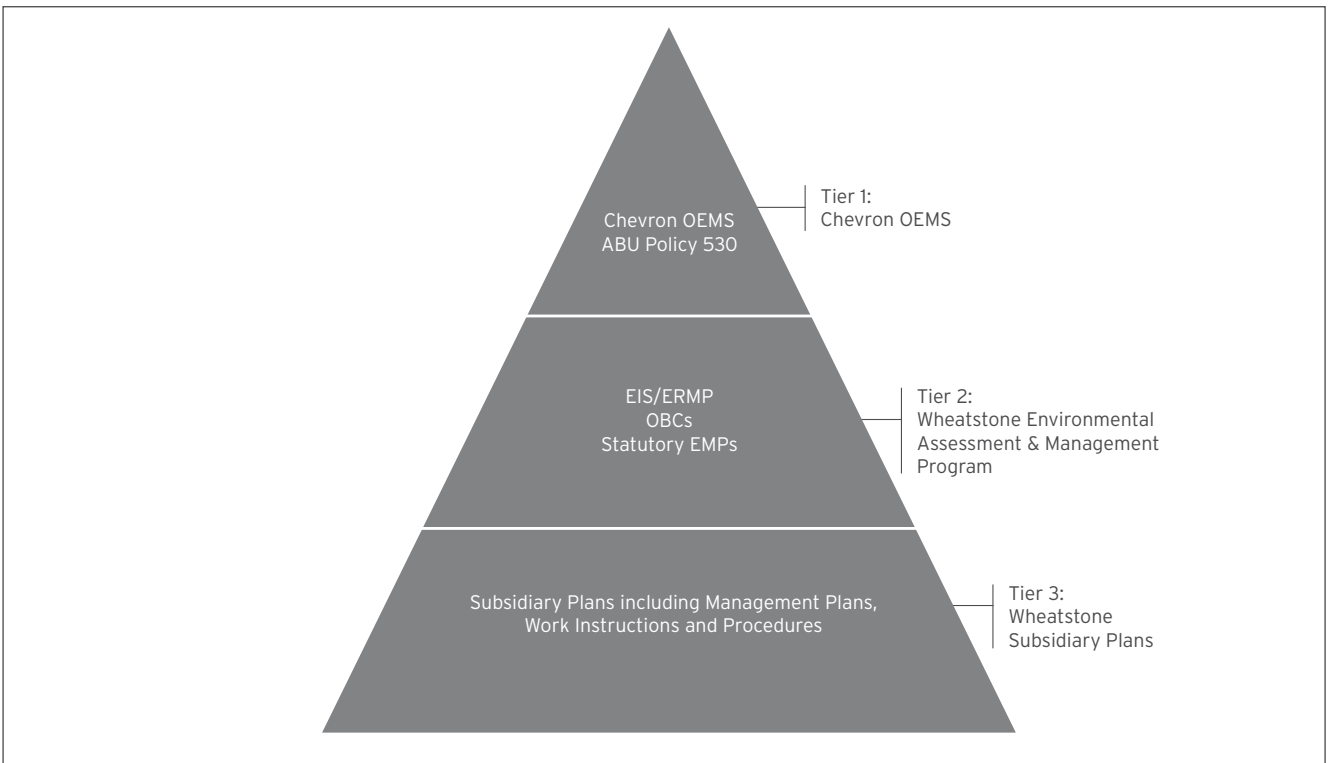 Chevron OEMS
ABU Policy 530
Tier 1:
Chevron OEMS
EIS/ERMP
OBCs
Statutory EMPs
Tier 2:
Wheatstone Environmental
Assessment & Management
Program
Subsidiary Plans including Management Plans,
Work Instructions and Procedures
Tier 3:
Wheatstone
Subsidiary Plans